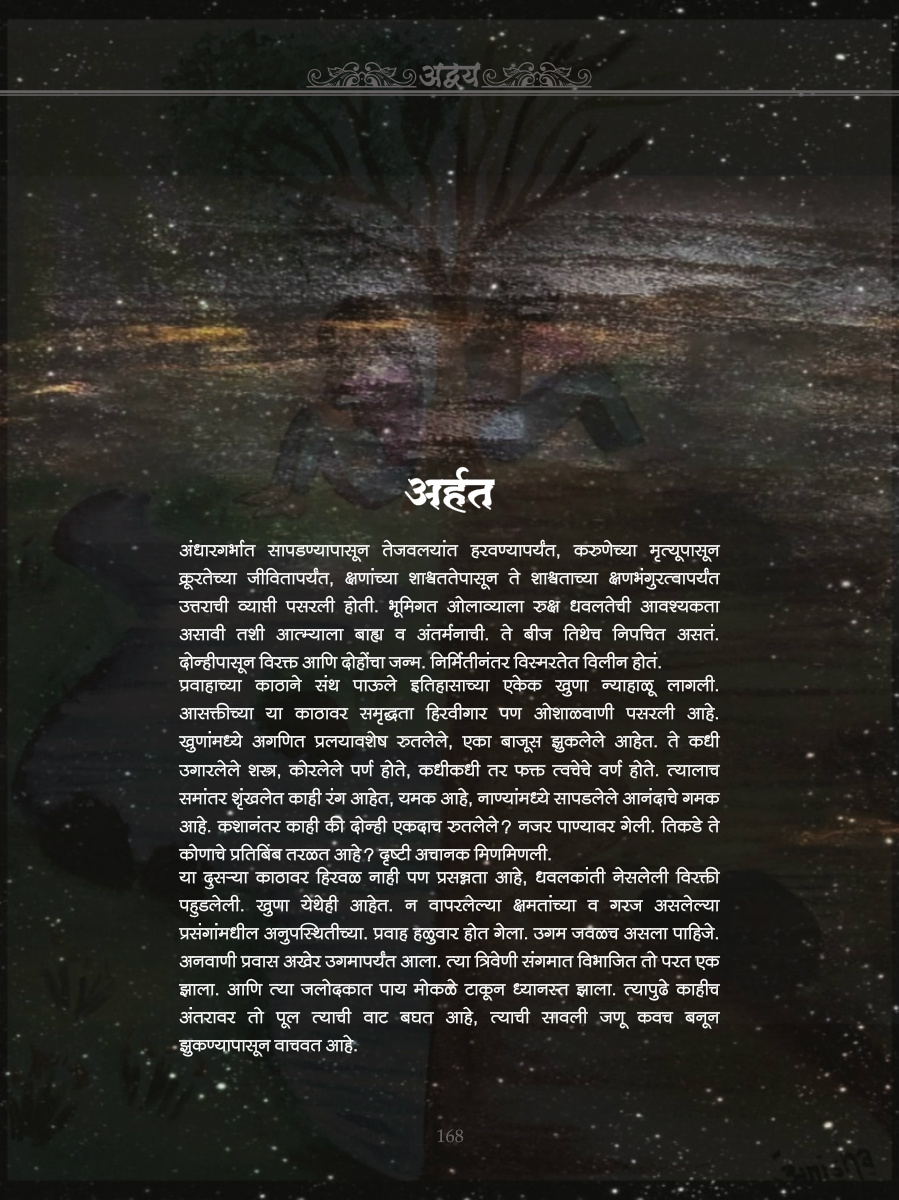 अद्वय
अर्हत
अंधारगर्भात सापडण्यापासून तेजवलयांत हरवण्यापर्यंत, करुणेच्या मृत्यूपासून
क्रूरतेच्या जीवितापर्यंत, क्षणांच्या शाश्वततेपासून ते शाश्वताच्या क्षणभंगुरत्वापर्यंत
उत्तराची व्याप्ती पसरली होती. भूमिगत ओलाव्याला रुक्ष धवलतेची आवश्यकता
असावी तशी आत्म्याला बाह्य व अंतर्मनाची. ते बीज तिथेच निपचित असतं.
दोन्हीपासून विरक्त आणि दोहोंचा जन्म. निर्मितीनंतर विस्मरतेत विलीन होतं.
प्रवाहाच्या काठाने संथ पाऊले इतिहासाच्या एकेक खुणा न्याहाळू लागली.
आसक्तीच्या या काठावर समृद्धता हिरवीगार पण ओशाळवाणी पसरली आहे.
खुणांमध्ये अगणित प्रलयावशेष रुतलेले, एका बाजूस झुकलेले आहेत. ते कधी
उगारलेले शस्त्र, कोरलेले पर्ण होते, कधीकधी तर फक्त त्वचेचे वर्ण होते. त्यालाच
समांतर शृंखलेत काही रंग आहेत, यमक आहे, नाण्यांमध्ये सापडलेले आनंदाचे गमक
आहे. कशानंतर काही की दोन्ही एकदाच रुतलेले? नजर पाण्यावर गेली. तिकडे ते
कोणाचे प्रतिबिंब तरळत आहे? दृष्टी अचानक मिणमिणली.
या दुसऱ्या काठावर हिरवळ नाही पण प्रसन्नता आहे, धवलकांती नेसलेली विरक्ती
पहुडलेली. खुणा येथेही आहेत. न वापरलेल्या क्षमतांच्या व गरज असलेल्या
प्रसंगांमधील अनुपस्थितीच्या. प्रवाह हळुवार होत गेला. उगम जवळच असला पाहिजे.
अनवाणी प्रवास अखेर उगमापर्यंत आला. त्या त्रिवेणी संगमात विभाजित तो परत एक
झाला. आणि त्या जलोदकात पाय मोकळे टाकून ध्यानस्त झाला. त्यापुढे काहीच
अंतरावर तो पूल त्याची वाट बघत आहे, त्याची सावली जणू कवच बनून
झुकण्यापासून वाचवत आहे.
168